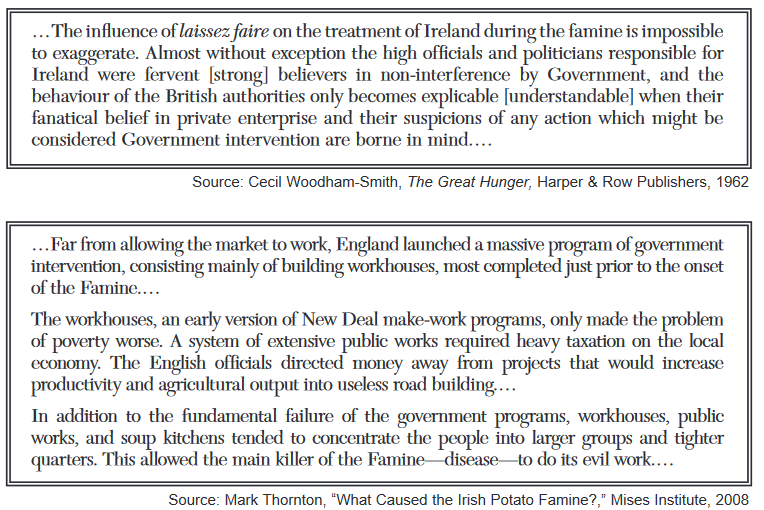 …The influence of laissez faire on the treatment of Ireland during the famine is impossible
to exaggerate. Almost without exception the high officials and politicians responsible for
Ireland were fervent [strong] believers in non-interference by Government, and the
behaviour of the British authorities only becomes explicable [understandable] when their
fanatical belief in private enterprise and their suspicions of any action which might be
considered Government intervention are borne in mind.…
Source: Cecil Woodham-Smith, The Great Hunger, Harper & Row Publishers, 1962
…Far from allowing the market to work, England launched a massive program of government
intervention, consisting mainly of building workhouses, most completed just prior to the onset
of the Famine.…
The workhouses, an early version of New Deal make-work programs, only made the problem
of poverty worse. A system of extensive public works required heavy taxation on the local
economy. The English officials directed money away from projects that would increase
productivity and agricultural output into useless road building.…
In addition to the fundamental failure of the government programs, workhouses, public
works, and soup kitchens tended to concentrate the people into larger groups and tighter
quarters. This allowed the main killer of the Famine—disease—to do its evil work.…
Source: Mark Thornton, “What Caused the Irish Potato Famine?,” Mises Institute, 2008